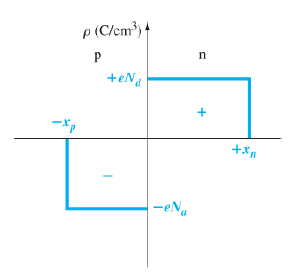 ρ (C/cm³)
p n
+eN_d
−x_p +
+x_n
−
−eN_a